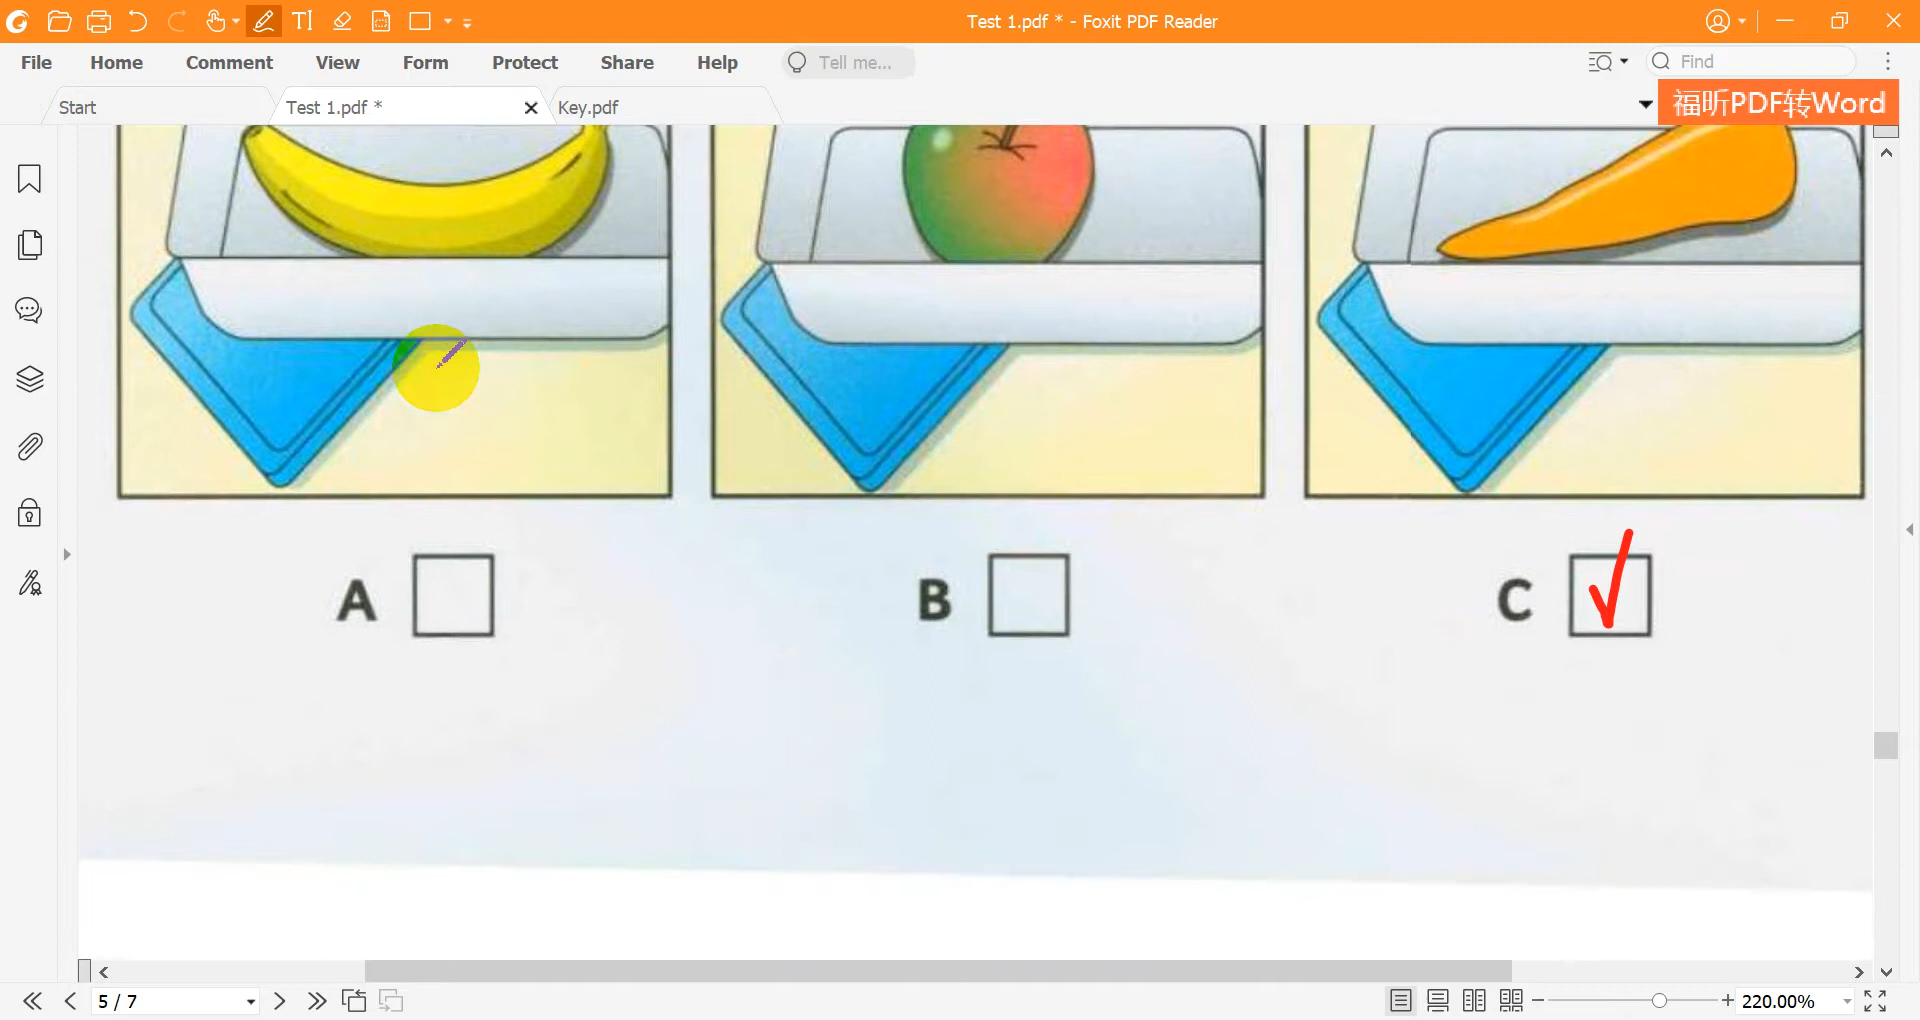 Test 1.pdf * - Foxit PDF Reader
File Home Comment View Form Protect Share Help Tell me... Find
Start Test 1.pdf * Key.pdf 福昕PDF转Word
A B C
5 / 7 220.00%